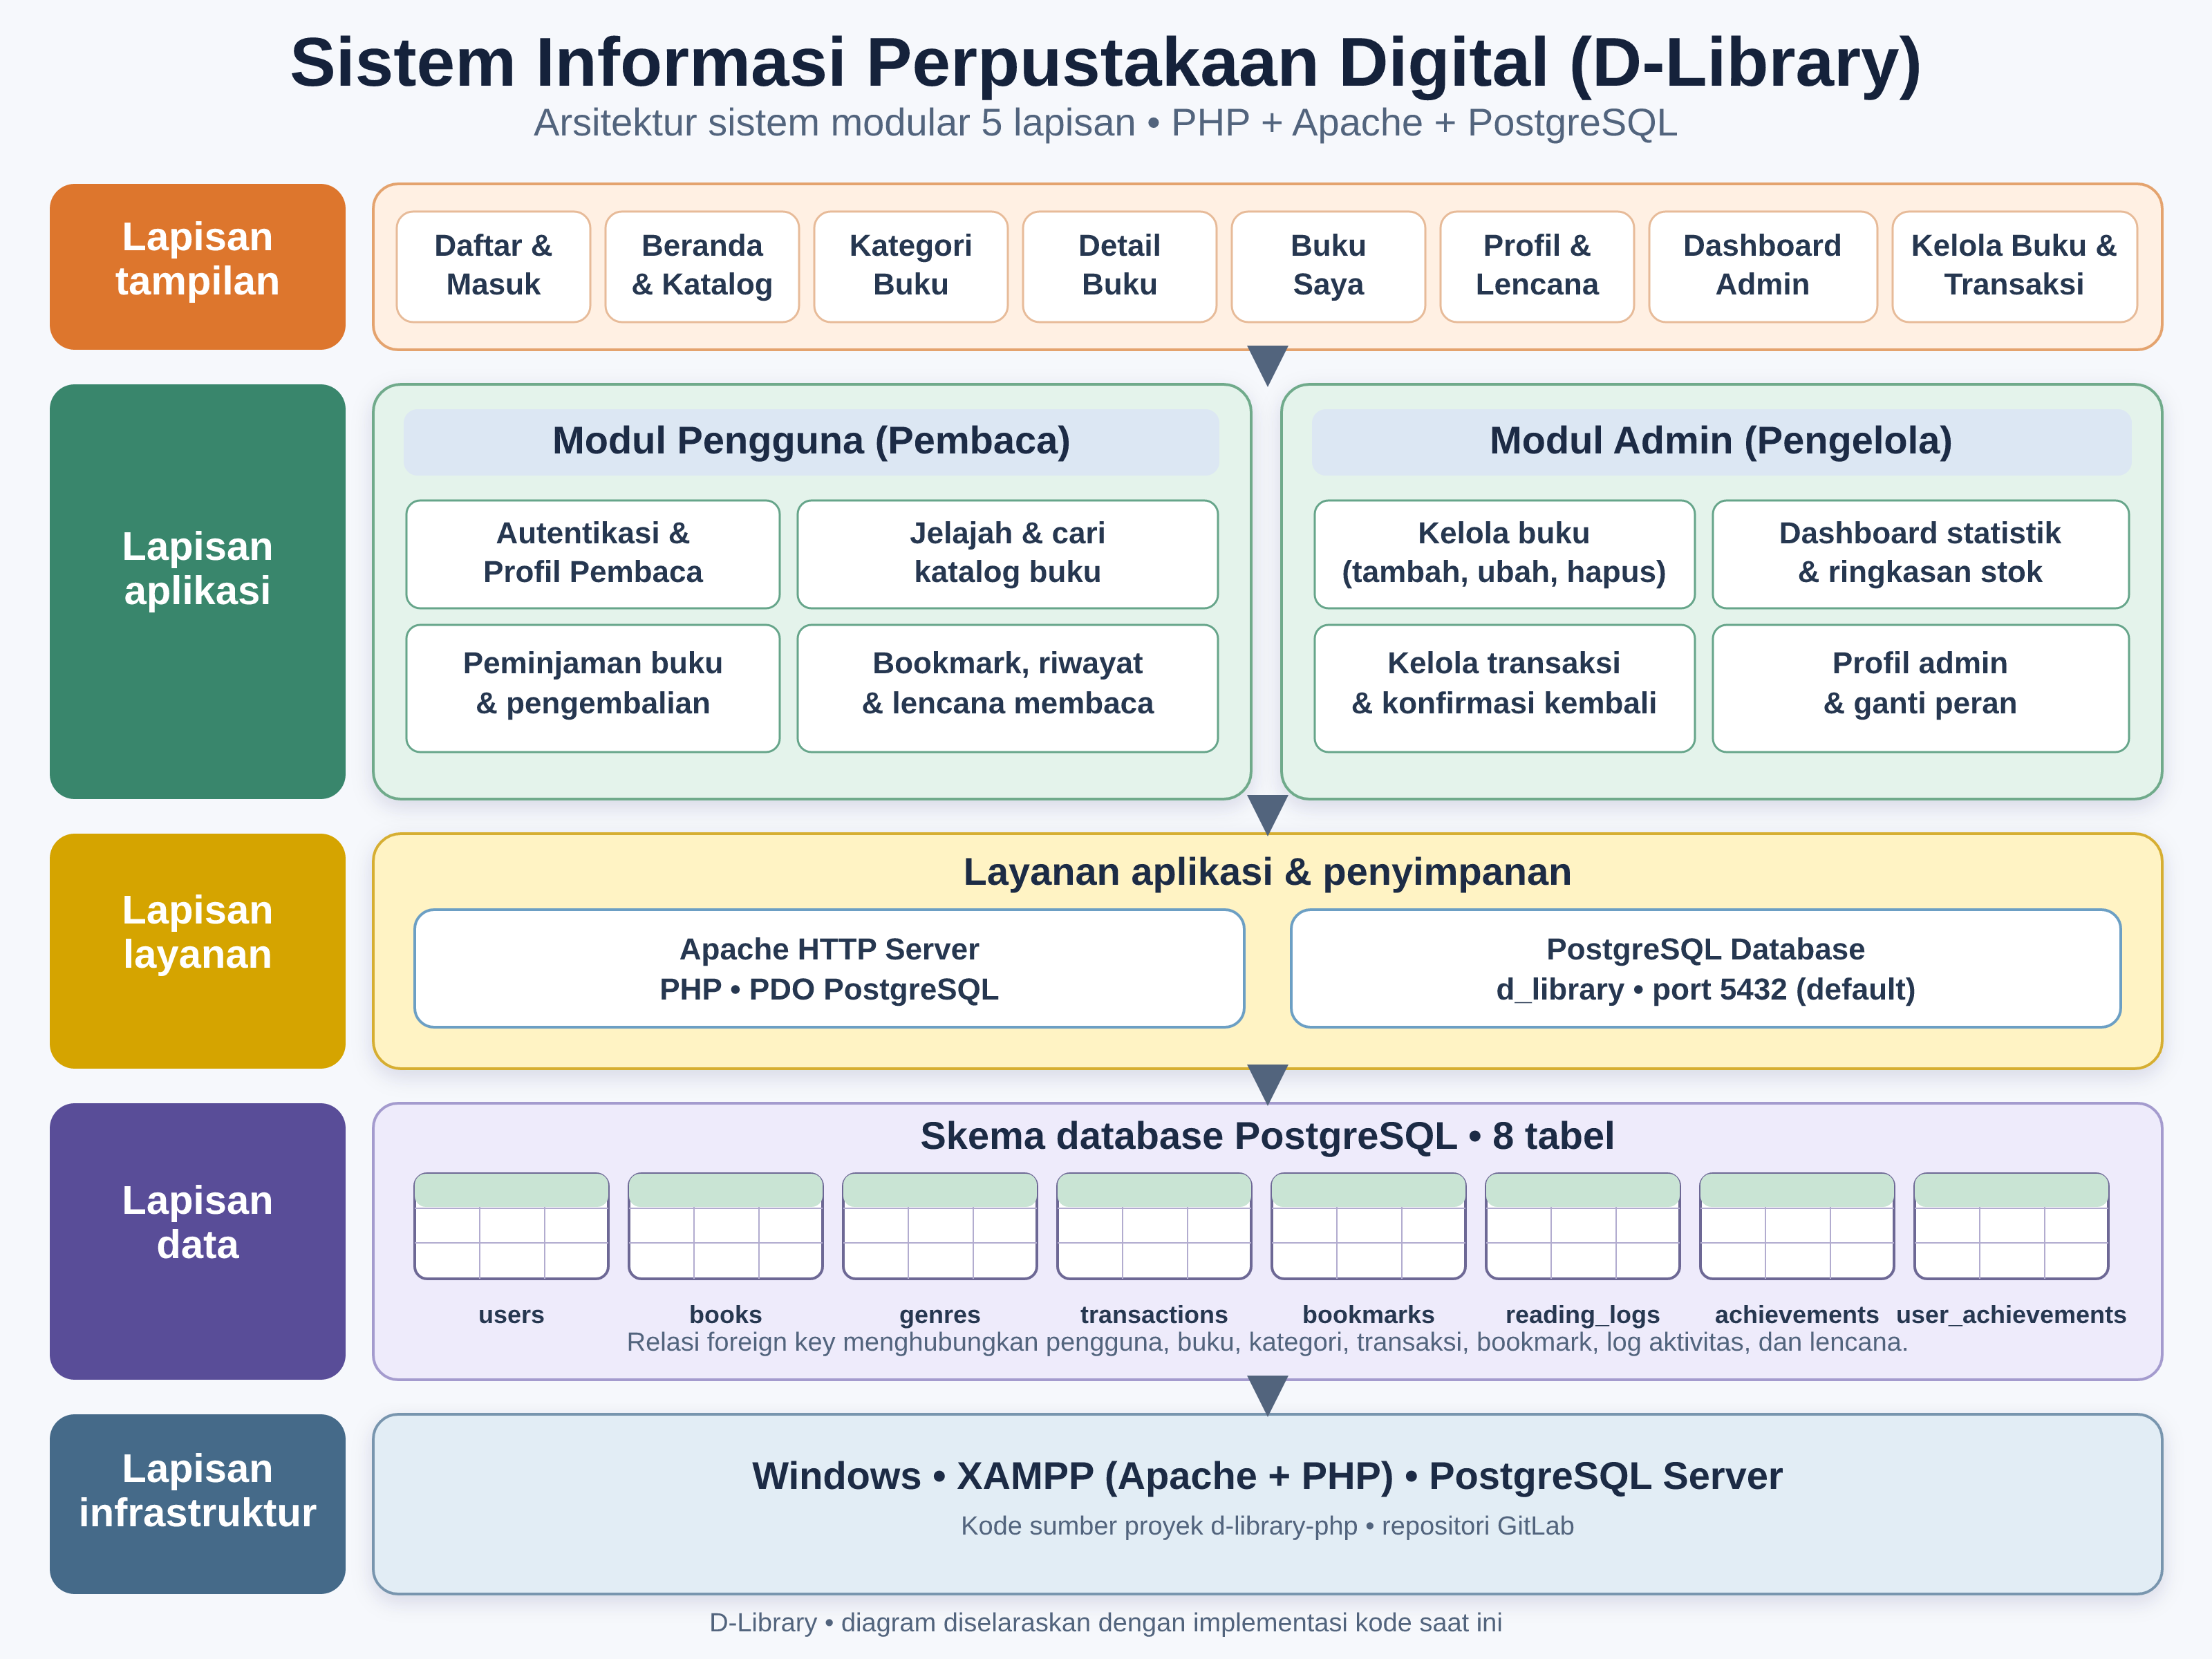 Sistem Informasi Perpustakaan Digital (D-Library)
Arsitektur sistem modular 5 lapisan • PHP + Apache + PostgreSQL
Lapisan
tampilan
Daftar &
Masuk
Beranda
& Katalog
Kategori
Buku
Detail
Buku
Buku
Saya
Profil &
Lencana
Dashboard
Admin
Kelola Buku &
Transaksi
Lapisan
aplikasi
Modul Pengguna (Pembaca)
Autentikasi &
Profil Pembaca
Jelajah & cari
katalog buku
Peminjaman buku
& pengembalian
Bookmark, riwayat
& lencana membaca
Modul Admin (Pengelola)
Kelola buku
(tambah, ubah, hapus)
Dashboard statistik
& ringkasan stok
Kelola transaksi
& konfirmasi kembali
Profil admin
& ganti peran
Lapisan
layanan
Layanan aplikasi & penyimpanan
Apache HTTP Server
PHP • PDO PostgreSQL
PostgreSQL Database
d_library • port 5432 (default)
Lapisan
data
Skema database PostgreSQL • 8 tabel
users
books
genres
transactions
bookmarks
reading_logs
achievements
user_achievements
Relasi foreign key menghubungkan pengguna, buku, kategori, transaksi, bookmark, log aktivitas, dan lencana.
Lapisan
infrastruktur
Windows • XAMPP (Apache + PHP) • PostgreSQL Server
Kode sumber proyek d-library-php • repositori GitLab
D-Library • diagram diselaraskan dengan implementasi kode saat ini